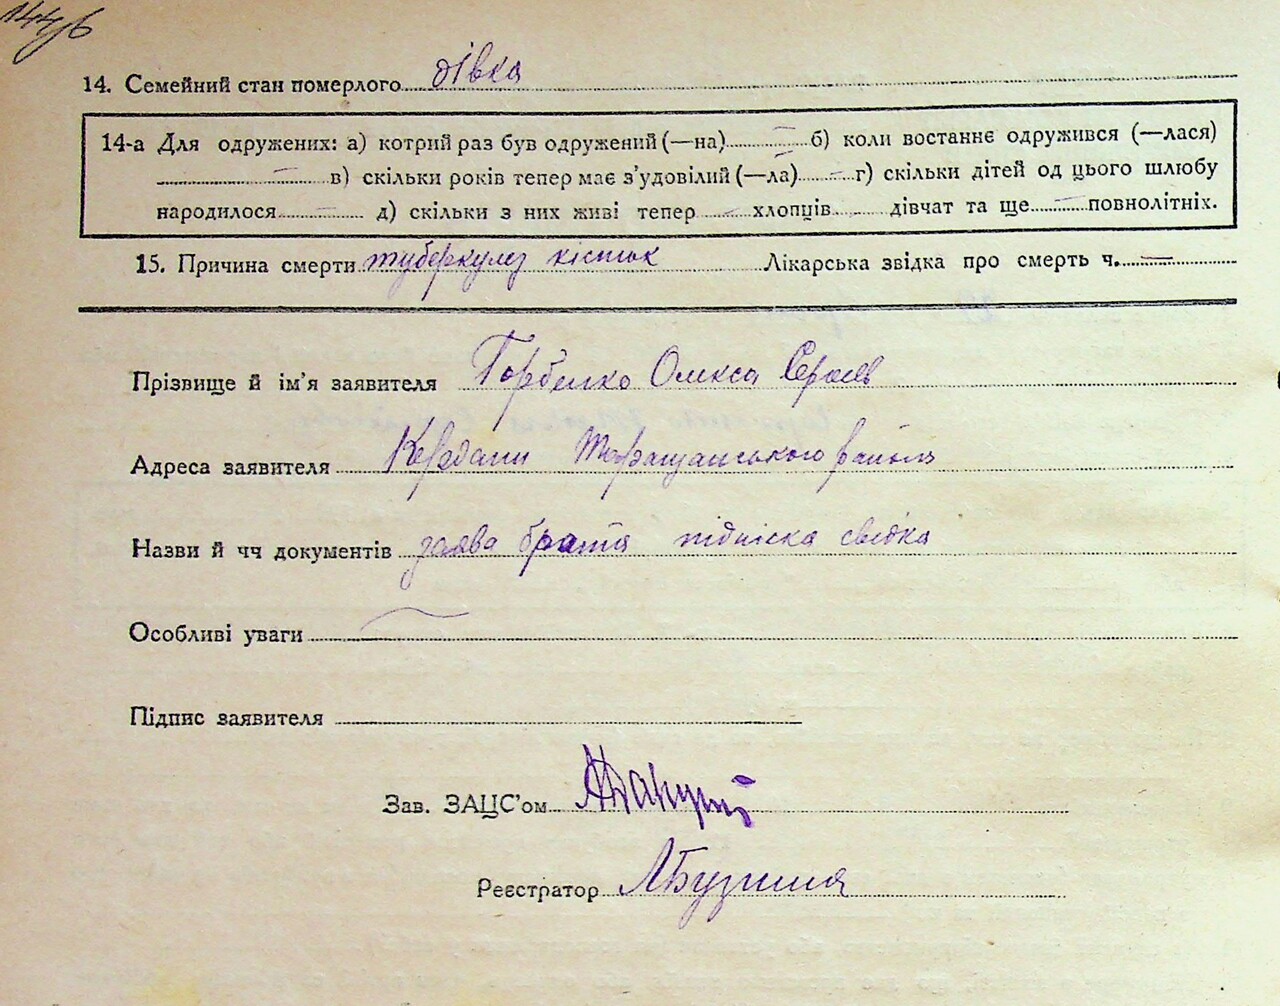 144б
14. Семейний стан померлого дівка
14-а Для одружених: а) котрий раз був одружений (—на) — б) коли востаннє одружився (—лася)
— в) скільки років тепер має з’удовілий (—ла) — г) скільки дітей од цього шлюбу
народилося — д) скільки з них живі тепер — хлопців — дівчат та ще — повнолітніх.
15. Причина смерти туберкулез кісток Лікарська звідка про смерть ч. —
Прізвище й ім’я заявителя Горбенко Олекса
Адреса заявителя Кердани Таращанського району
Назви й чч документів заява брата підписка свідка
Особливі уваги —
Підпис заявителя
Зав. ЗАЦС’ом
Реєстратор